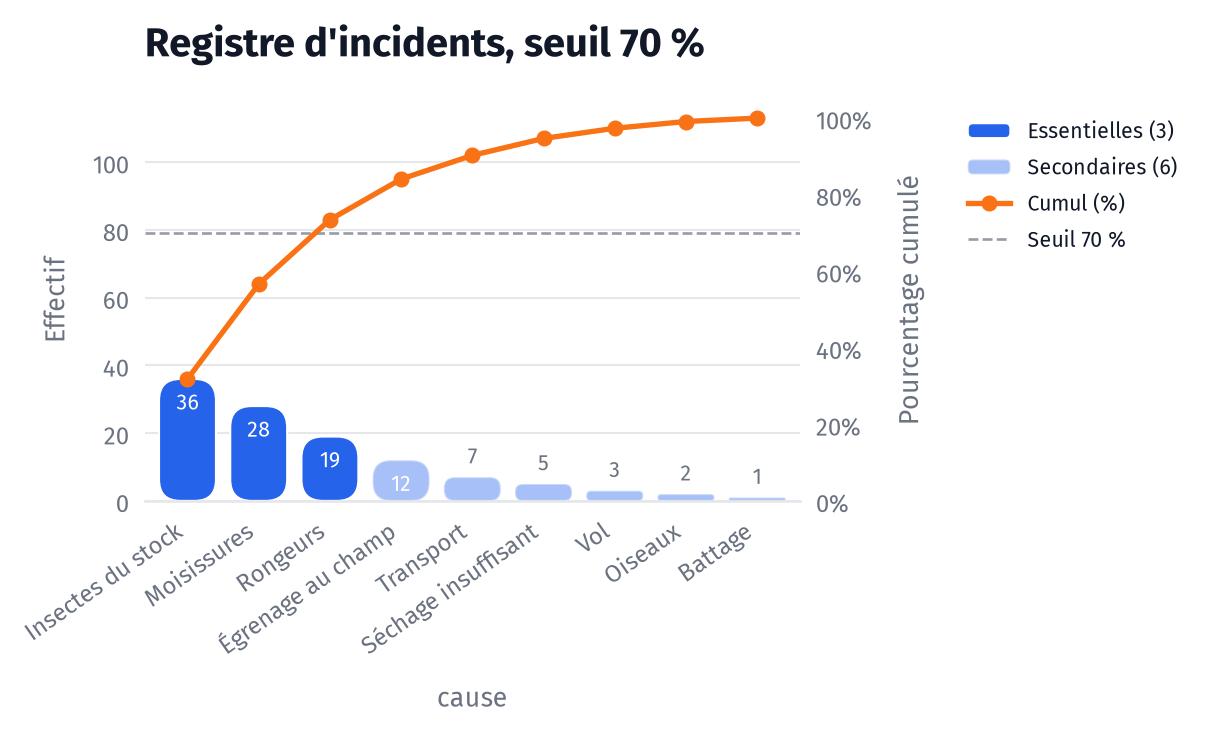 Registre d'incidents, seuil 70 %
100
80
60
40
20
0
Effectif
36
28
19
12
7
5
3
2
1
100%
80%
60%
40%
20%
0%
Pourcentage cumulé
Insectes du stock
Moisissures
Rongeurs
Égrenage au champ
Transport
Séchage insuffisant
Vol
Oiseaux
Battage
cause
Essentielles (3)
Secondaires (6)
Cumul (%)
Seuil 70 %